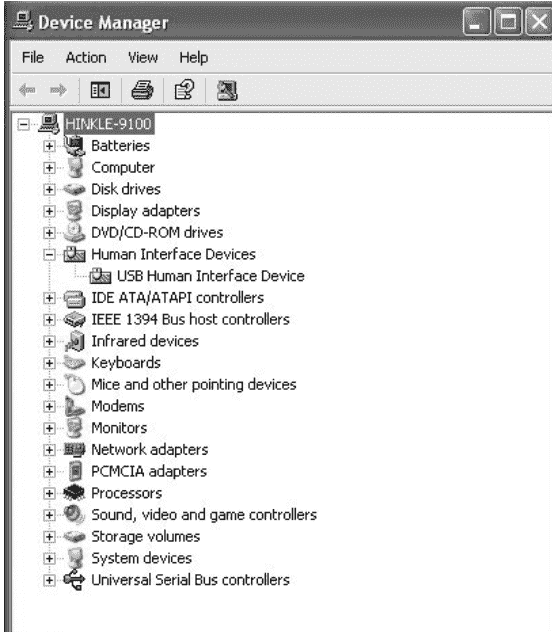 Device Manager
File Action View Help
HINKLE-9100
Batteries
Computer
Disk drives
Display adapters
DVD/CD-ROM drives
Human Interface Devices
USB Human Interface Device
IDE ATA/ATAPI controllers
IEEE 1394 Bus host controllers
Infrared devices
Keyboards
Mice and other pointing devices
Modems
Monitors
Network adapters
PCMCIA adapters
Processors
Sound, video and game controllers
Storage volumes
System devices
Universal Serial Bus controllers